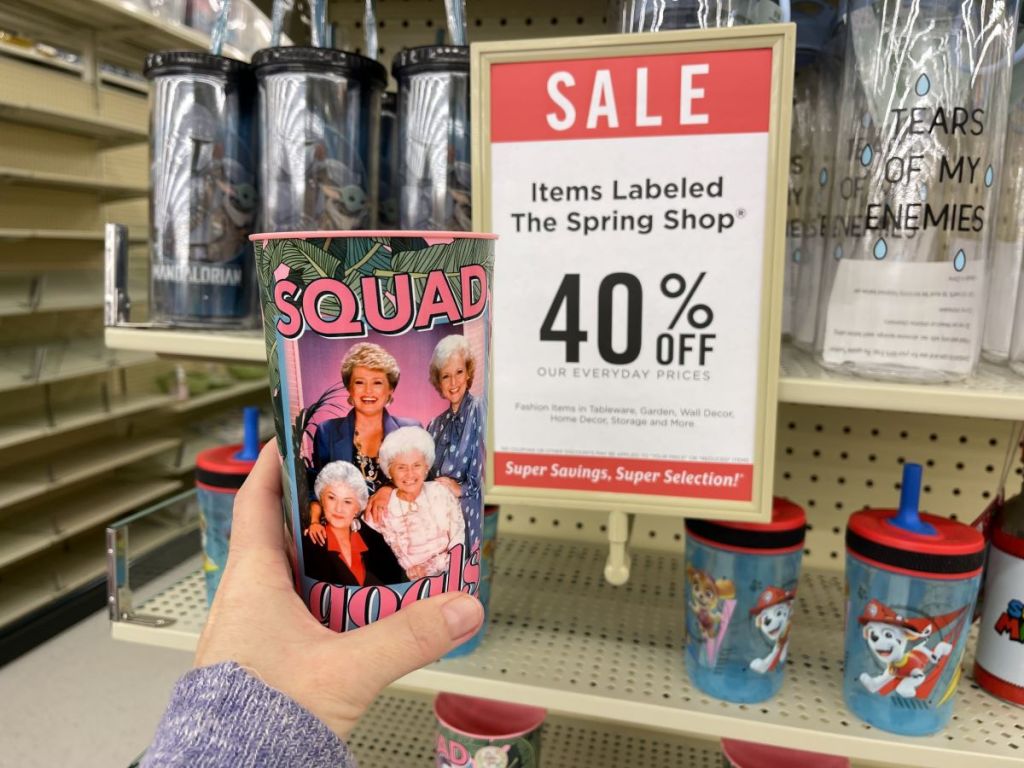 SALE
Items Labeled
The Spring Shop®
40% OFF
OUR EVERYDAY PRICES
Fashion Items in Tableware, Garden, Wall Decor,
Home Decor, Storage and More.
Super Savings, Super Selection!®
SQUAD
goals
MANDALORIAN
TEARS
OF MY
ENEMIES